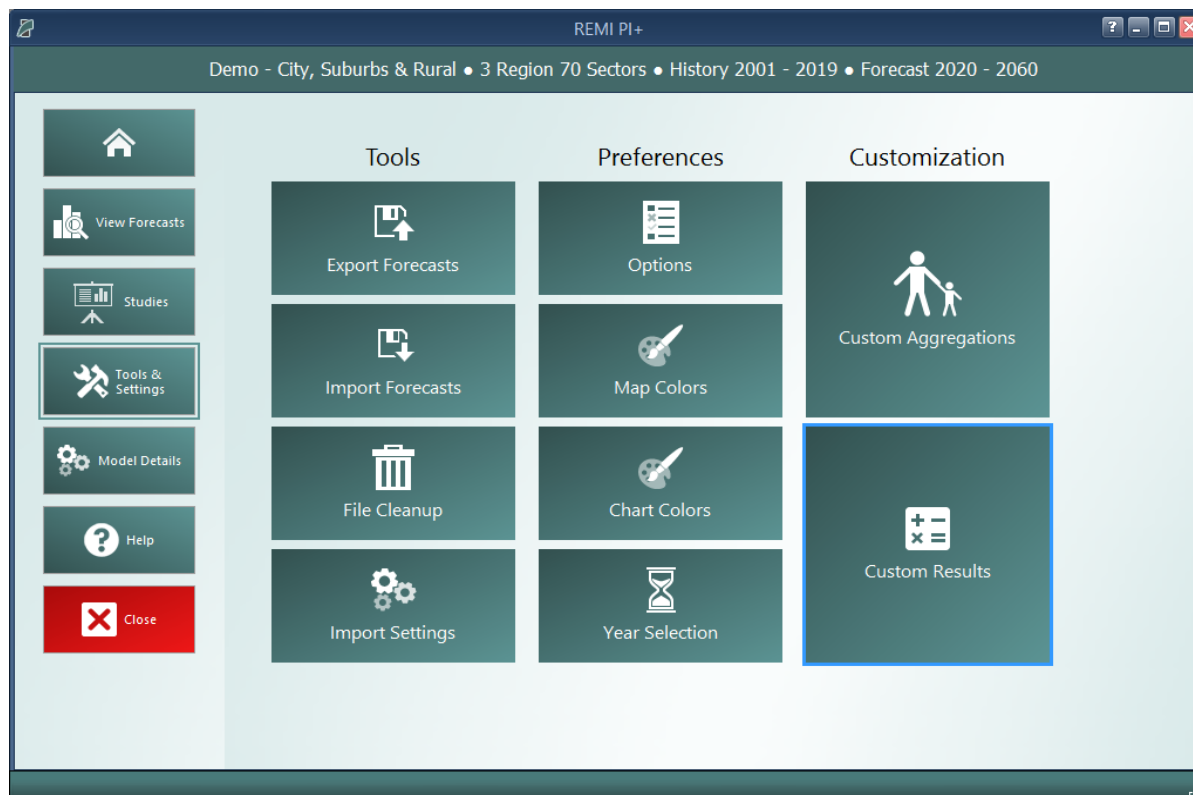 REMI PI+
Demo - City, Suburbs & Rural ● 3 Region 70 Sectors ● History 2001 - 2019 ● Forecast 2020 - 2060
View Forecasts
Studies
Tools &
Settings
Model Details
Help
Close
Tools
Export Forecasts
Import Forecasts
File Cleanup
Import Settings
Preferences
Options
Map Colors
Chart Colors
Year Selection
Customization
Custom Aggregations
Custom Results